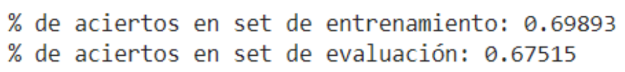 % de aciertos en set de entrenamiento: 0.69893
% de aciertos en set de evaluación: 0.67515